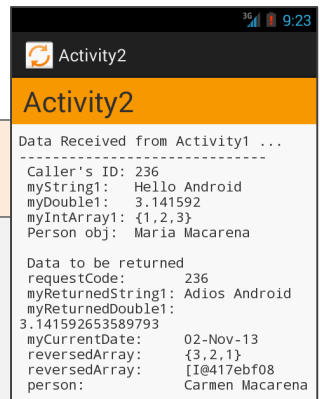 3G 9:23
Activity2
Activity2
Data Received from Activity1 ...
------------------------------
Caller's ID: 236
myString1: Hello Android
myDouble1: 3.141592
myIntArray1: {1,2,3}
Person obj: Maria Macarena
Data to be returned
requestCode: 236
myReturnedString1: Adios Android
myReturnedDouble1:
3.141592653589793
myCurrentDate: 02-Nov-13
reversedArray: {3,2,1}
reversedArray: [I@417ebf08
person: Carmen Macarena